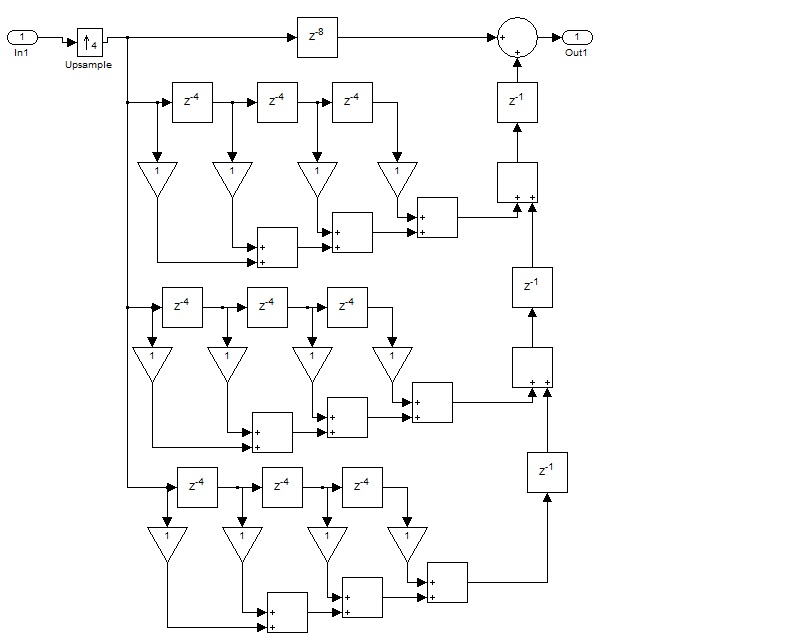 1
In1
4
Upsample
z-8
+
+
1
Out1
z-4
z-4
z-4
z-1
1
1
1
1
+
+
+
+
+
+
+
+
z-1
z-4
z-4
z-4
1
1
1
1
+
+
+
+
+
+
+
+
z-1
z-4
z-4
z-4
1
1
1
1
+
+
+
+
+
+